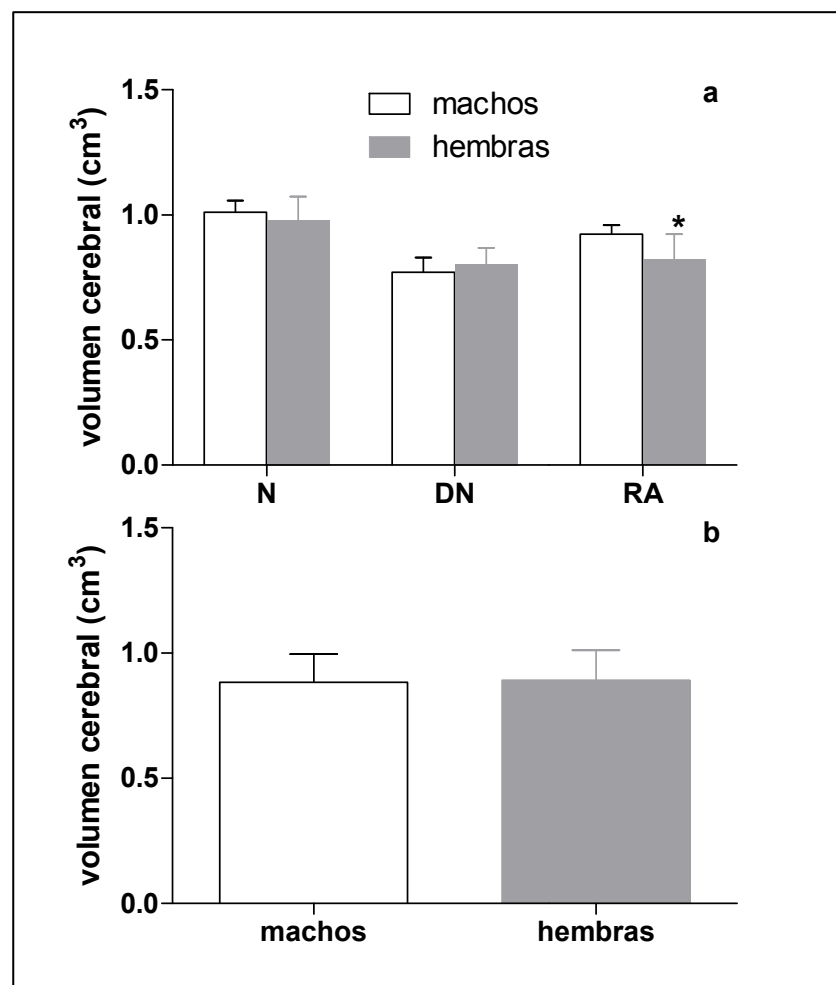 a
machos
hembras
volumen cerebral (cm³)
1.5
1.0
0.5
0.0
*
N DN RA
b
volumen cerebral (cm³)
1.5
1.0
0.5
0.0
machos hembras